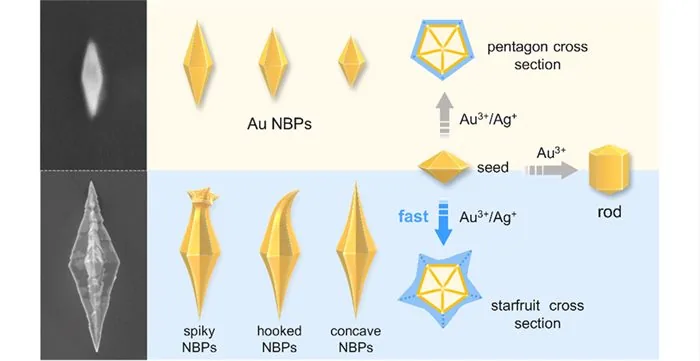 pentagon cross
section
Au NBPs
Au³⁺/Ag⁺
Au³⁺
seed
rod
fast
Au³⁺/Ag⁺
starfruit cross
section
spiky
NBPs
hooked
NBPs
concave
NBPs